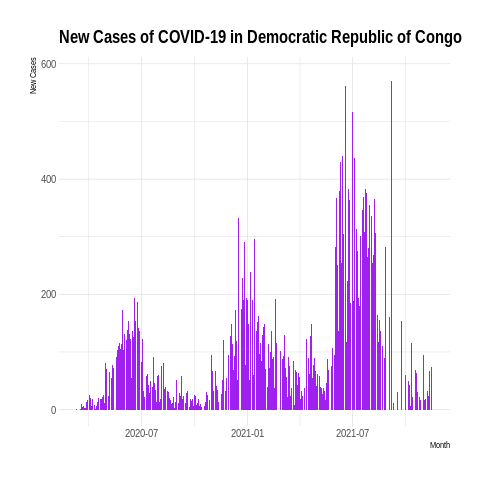 New Cases of COVID-19 in Democratic Republic of Congo
New Cases
600
400
200
0
2020-07
2021-01
2021-07
Month